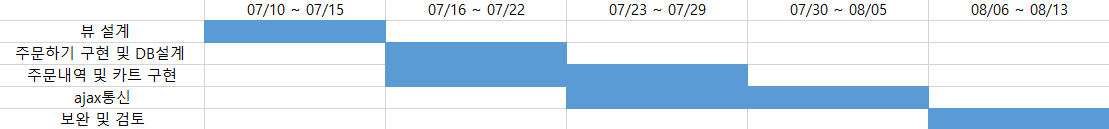 07/10 ~ 07/15 07/16 ~ 07/22 07/23 ~ 07/29 07/30 ~ 08/05 08/06 ~ 08/13
뷰 설계
주문하기 구현 및 DB설계
주문내역 및 카트 구현
ajax통신
보완 및 검토